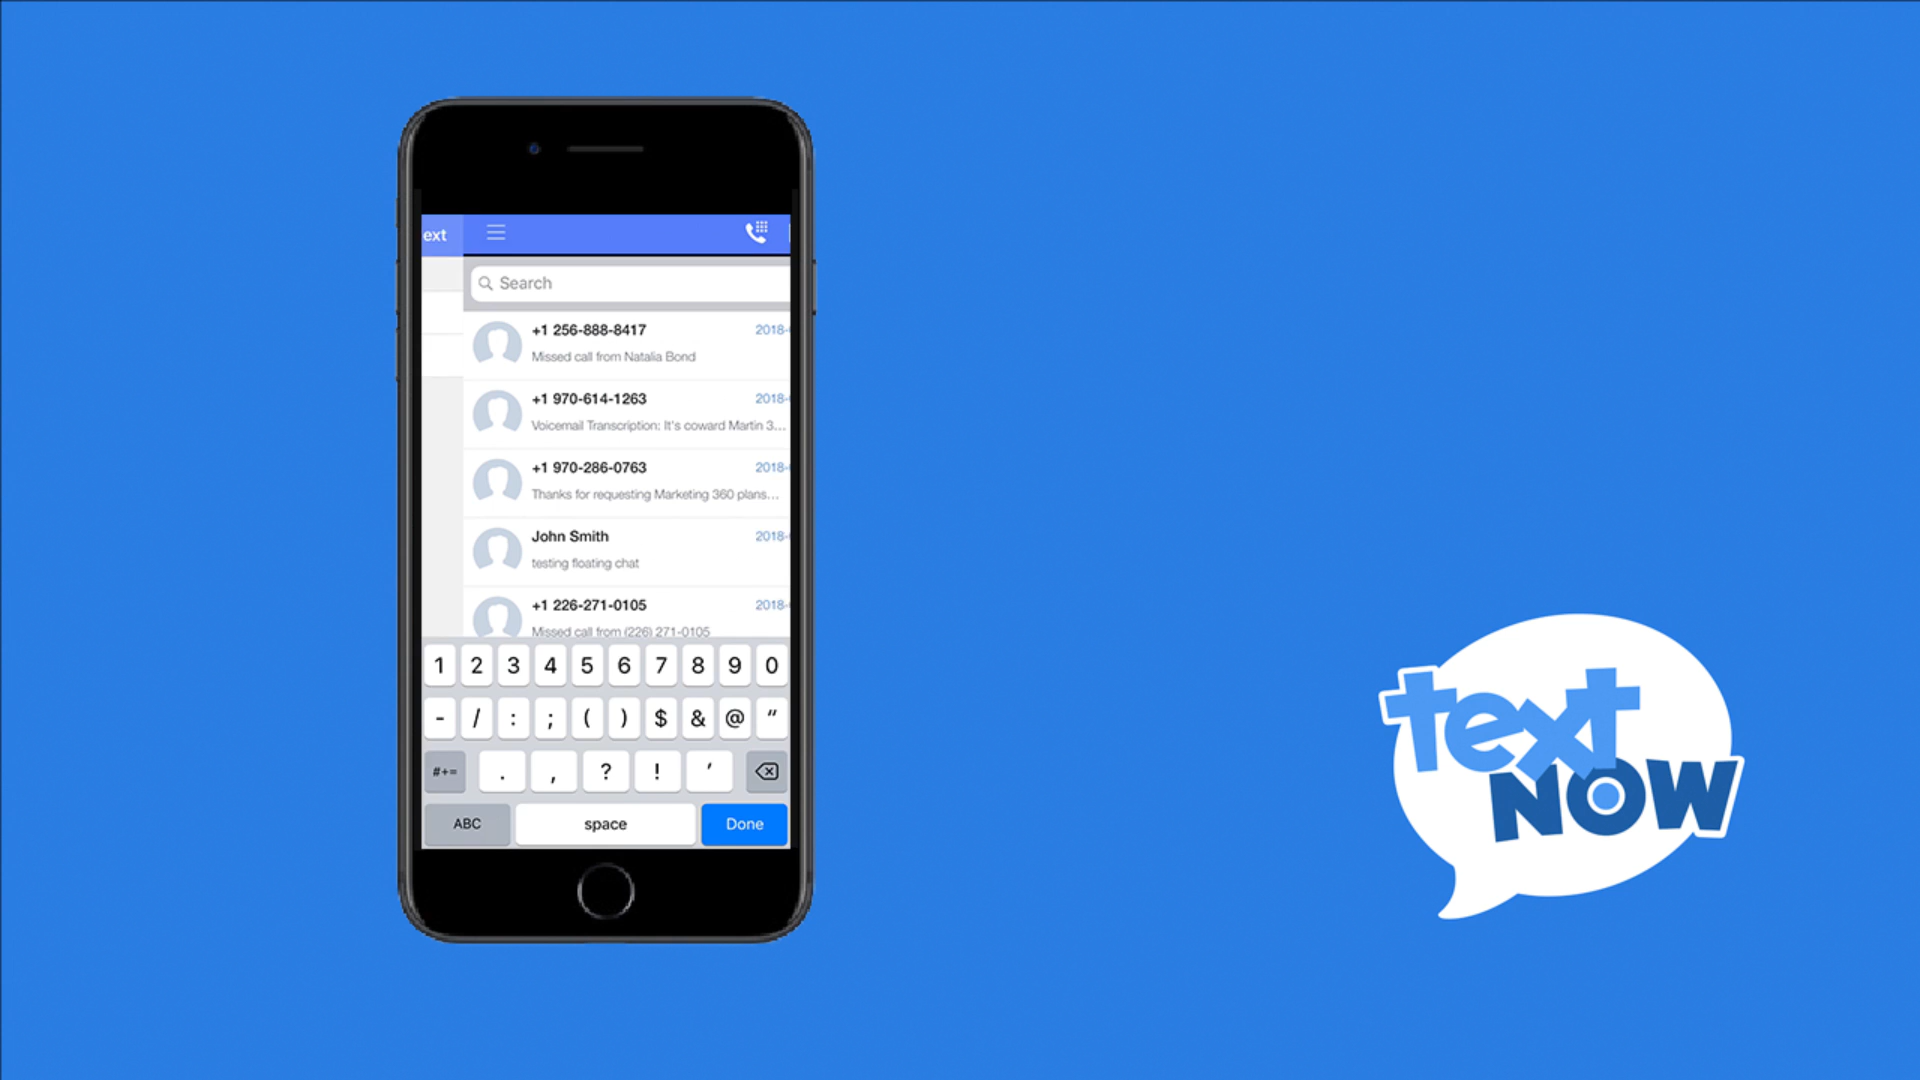 ext
Search
+1 256-888-8417 2018-
Missed call from Natalia Bond
+1 970-614-1263 2018-
Voicemail Transcription: It's coward Martin 3...
+1 970-286-0763 2018-
Thanks for requesting Marketing 360 plans...
John Smith 2018-
testing floating chat
+1 226-271-0105 2018-
Missed call from (226) 271-0105
1 2 3 4 5 6 7 8 9 0
- / : ; ( ) $ & @ “
#+= . , ? ! ’
ABC space Done
text
NOW